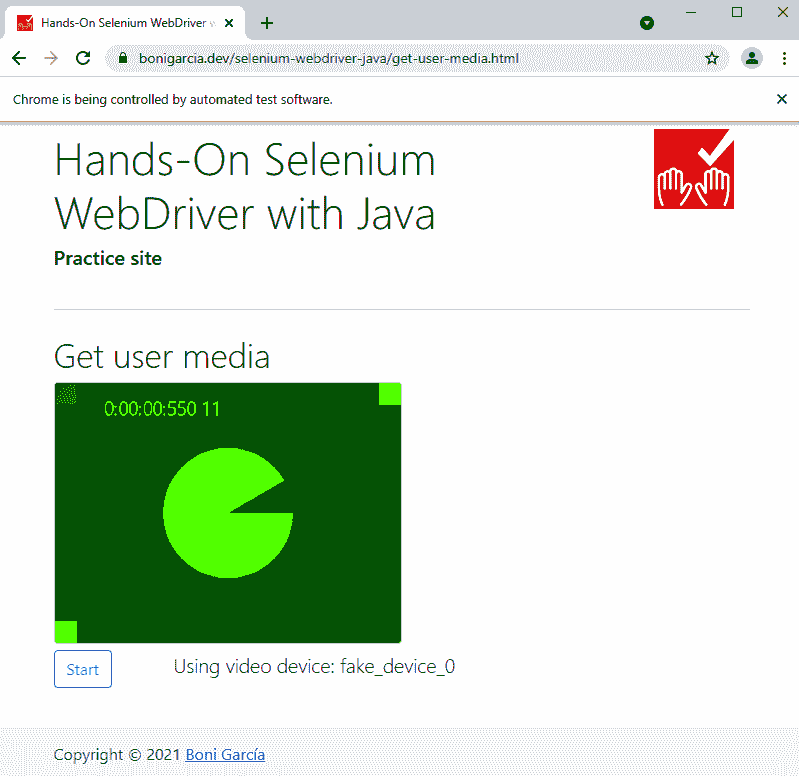 Hands-On Selenium WebDriver w
bonigarcia.dev/selenium-webdriver-java/get-user-media.html
Chrome is being controlled by automated test software.
Hands-On Selenium
WebDriver with Java
Practice site
Get user media
0:00:00:550 11
Start
Using video device: fake_device_0
Copyright © 2021 Boni García